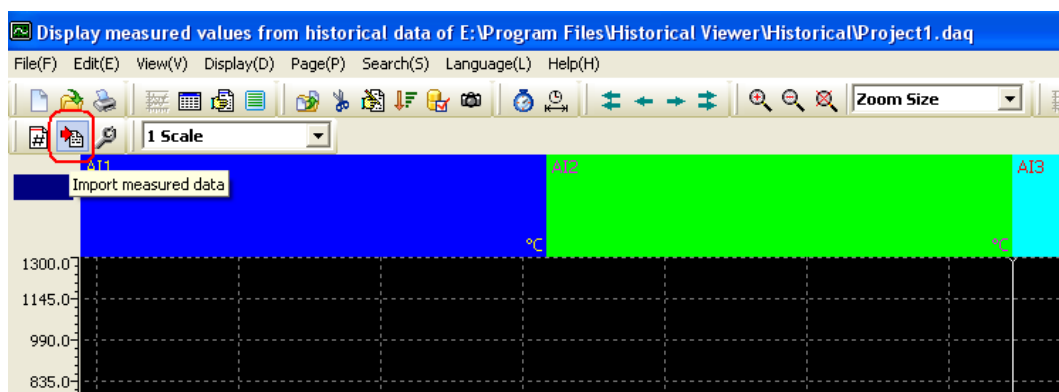 Display measured values from historical data of E:\Program Files\Historical Viewer\Historical\Project1.daq
File(F) Edit(E) View(V) Display(D) Page(P) Search(S) Language(L) Help(H)
Zoom Size
1 Scale
AI1 AI2 AI3
Import measured data
°C °C
1300.0
1145.0
990.0
835.0